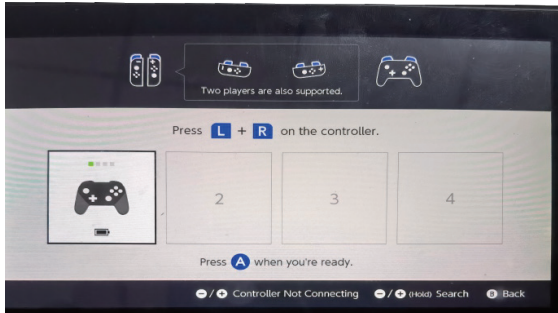 Two players are also supported.
Press L + R on the controller.
2 3 4
Press A when you're ready.
-/+ Controller Not Connecting -/+ (Hold) Search B Back